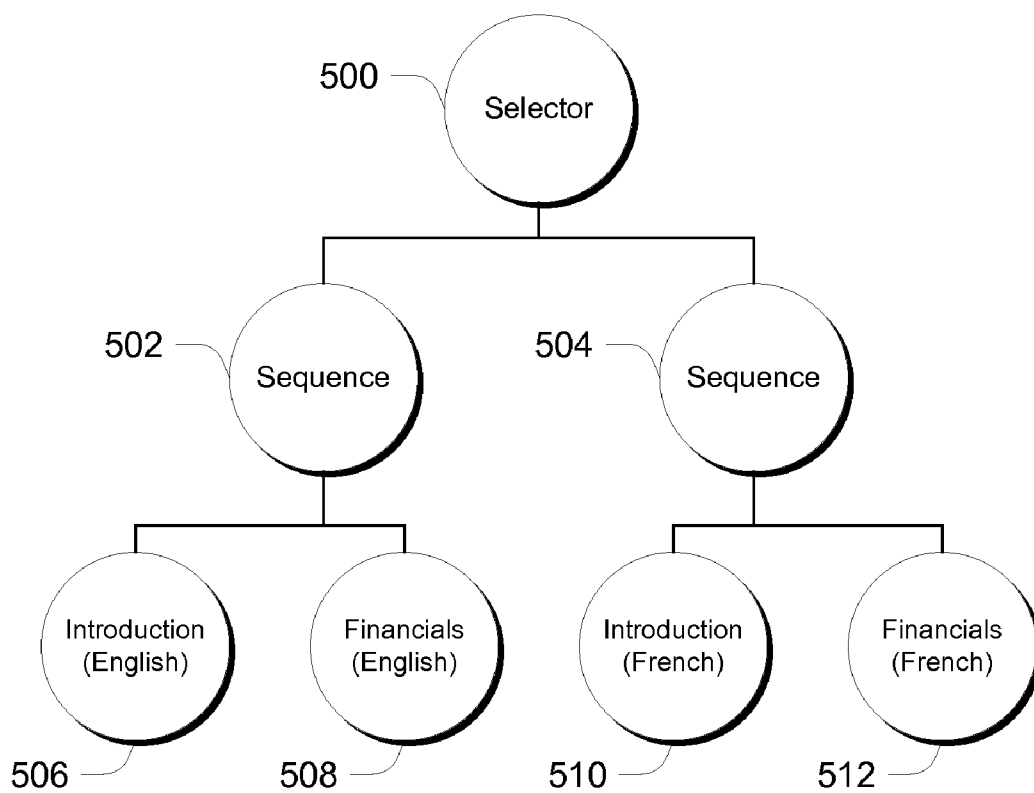 500
Selector
502
Sequence
504
Sequence
Introduction
(English)
Financials
(English)
Introduction
(French)
Financials
(French)
506
508
510
512